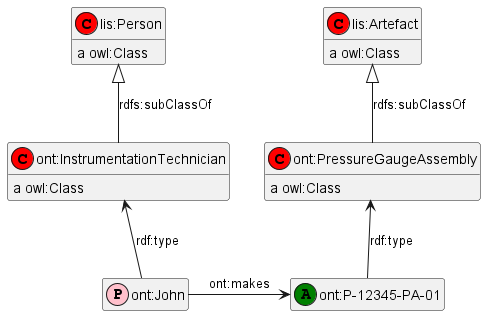 C lis:Person
a owl:Class
C lis:Artefact
a owl:Class
rdfs:subClassOf
rdfs:subClassOf
C ont:InstrumentationTechnician
a owl:Class
C ont:PressureGaugeAssembly
a owl:Class
rdf:type
rdf:type
P ont:John
ont:makes
A ont:P-12345-PA-01